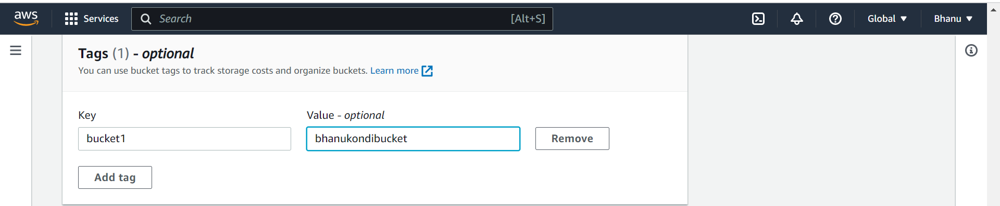 aws Services Search [Alt+S] Global Bhanu
Tags (1) - optional
You can use bucket tags to track storage costs and organize buckets. Learn more
Key Value - optional
bucket1 bhanukondibucket Remove
Add tag